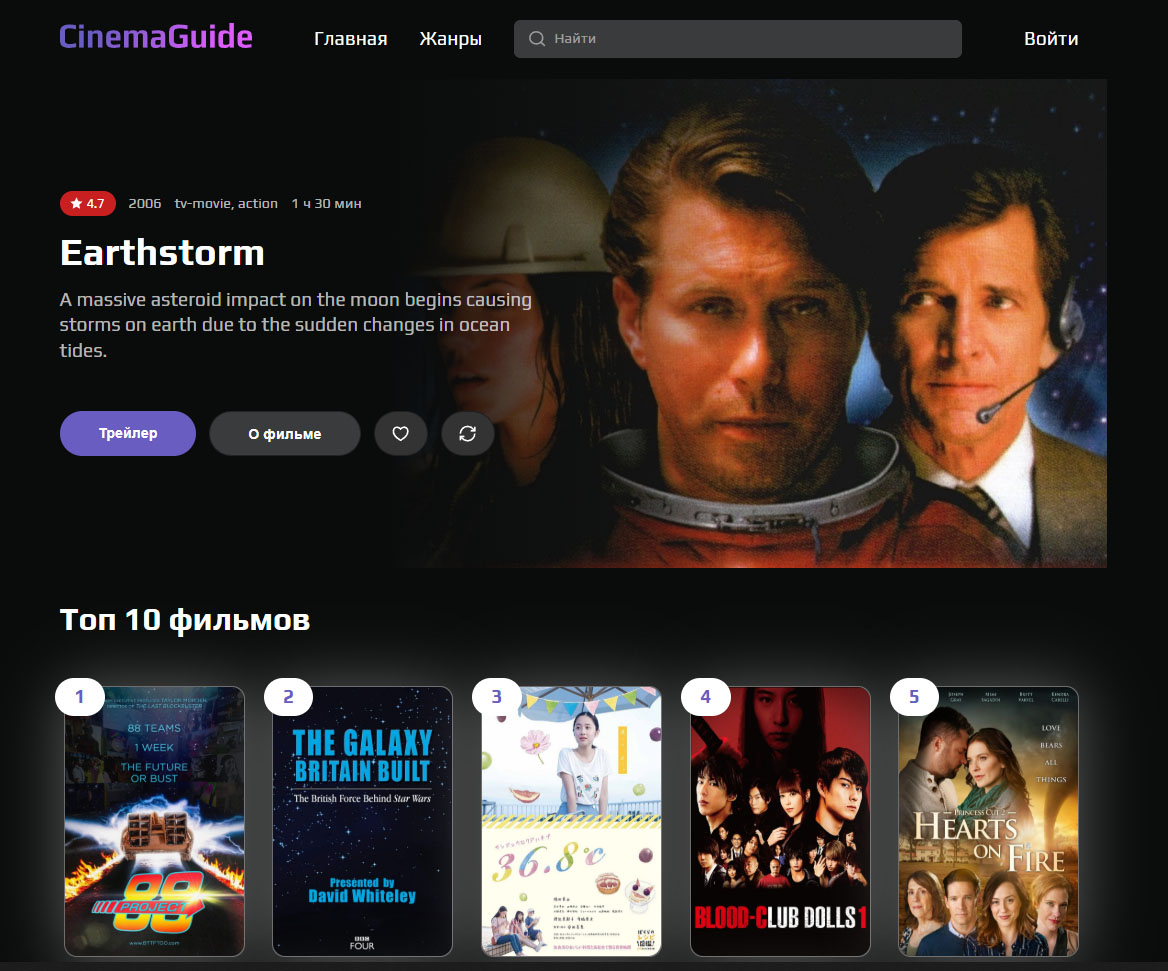 CinemaGuide
Главная
Жанры
Найти
Войти
4.7
2006
tv-movie, action
1 ч 30 мин
Earthstorm
A massive asteroid impact on the moon begins causing
storms on earth due to the sudden changes in ocean
tides.
Трейлер
О фильме
Топ 10 фильмов
1
88 TEAMS
1 WEEK
THE FUTURE
OR BUST
88
PROJECT
www.BTTF700.com
2
THE GALAXY
BRITAIN BUILT
The British Force Behind Star Wars
Presented by
David Whiteley
BBC
FOUR
3
36.8℃
4
BLOOD-CLUB DOLLS 1
5
LOVE
BEARS
ALL
THINGS
PRINCESS CUT 2
HEARTS
ON FIRE